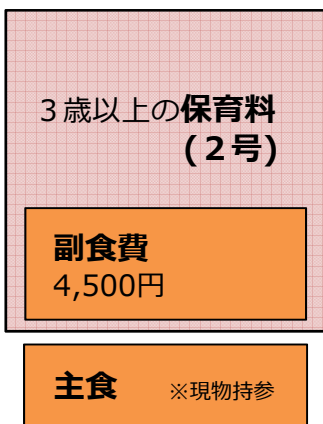 ３歳以上の保育料
(２号)
副食費
4,500円
主食 ※現物持参